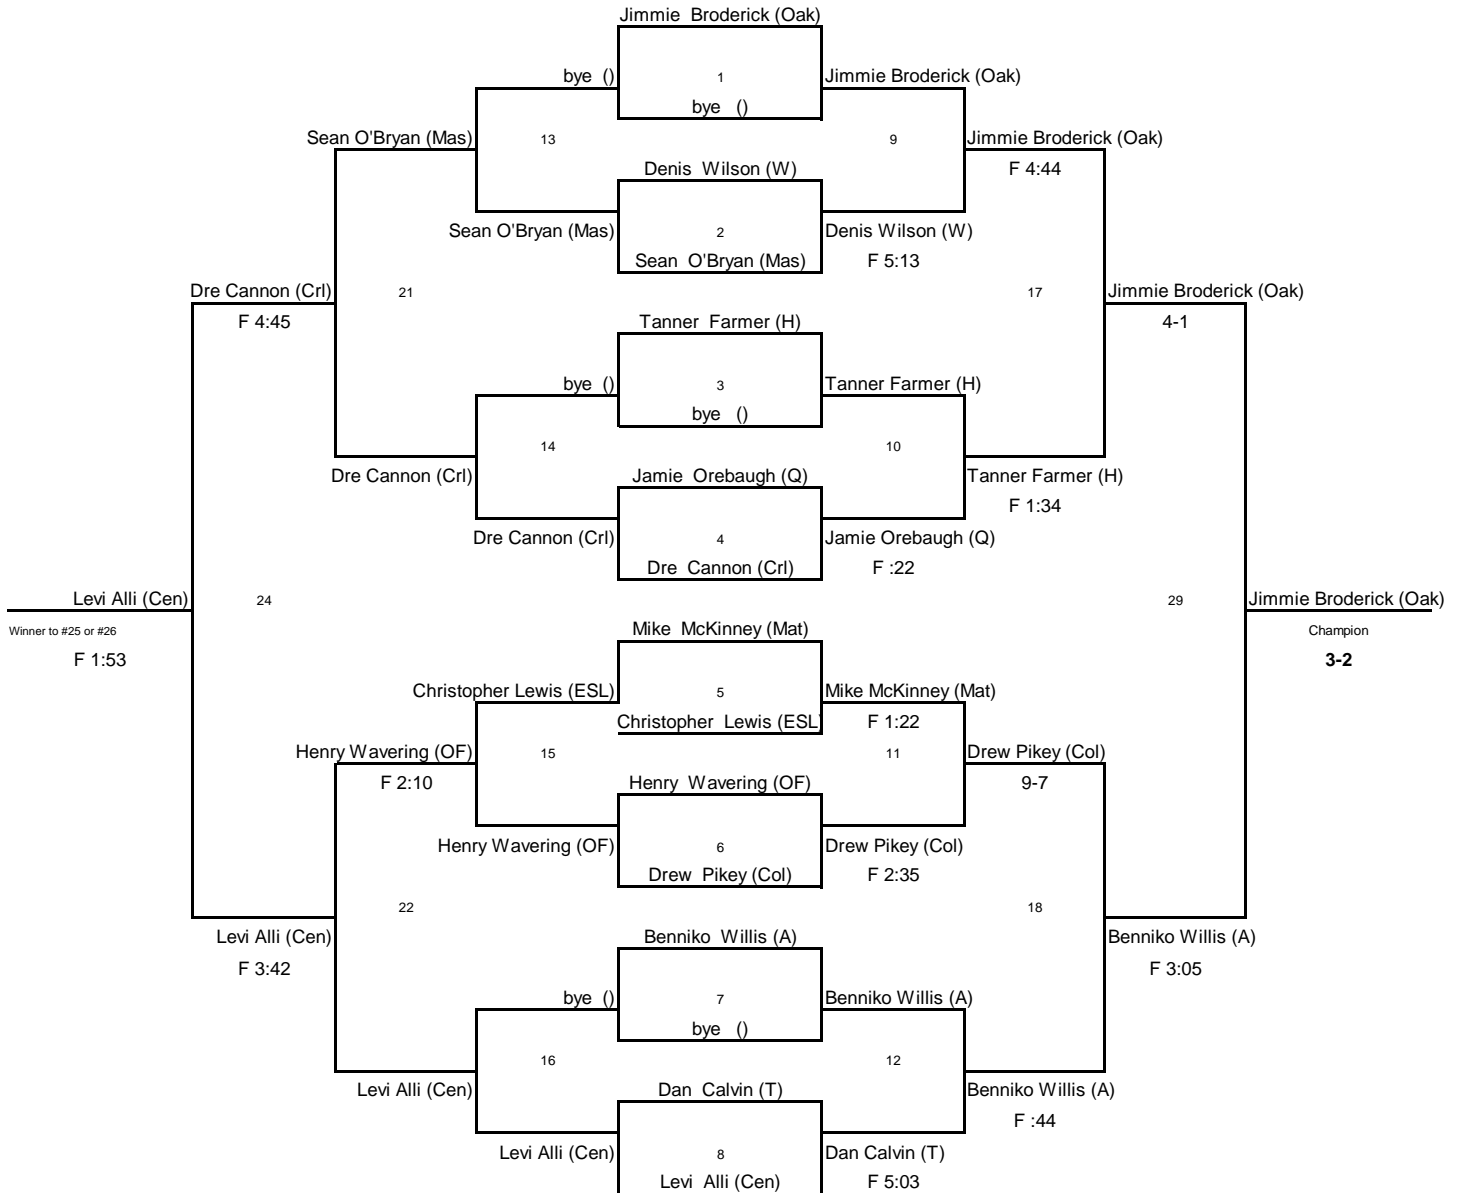 Jimmie Broderick (Oak)
bye ()
1
Jimmie Broderick (Oak)
bye ()
Sean O'Bryan (Mas)
13
9
Jimmie Broderick (Oak)
Denis Wilson (W)
F 4:44
Sean O'Bryan (Mas)
2
Denis Wilson (W)
Sean O'Bryan (Mas)
F 5:13
Dre Cannon (Crl)
21
17
Jimmie Broderick (Oak)
F 4:45
Tanner Farmer (H)
4-1
bye ()
3
Tanner Farmer (H)
bye ()
14
10
Dre Cannon (Crl)
Jamie Orebaugh (Q)
Tanner Farmer (H)
F 1:34
Dre Cannon (Crl)
4
Jamie Orebaugh (Q)
Dre Cannon (Crl)
F :22
Levi Alli (Cen)
24
29
Jimmie Broderick (Oak)
Winner to #25 or #26
Mike McKinney (Mat)
Champion
F 1:53
3-2
Christopher Lewis (ESL)
5
Mike McKinney (Mat)
Christopher Lewis (ESL)
F 1:22
Henry Wavering (OF)
15
11
Drew Pikey (Col)
F 2:10
Henry Wavering (OF)
9-7
Henry Wavering (OF)
6
Drew Pikey (Col)
Drew Pikey (Col)
F 2:35
22
18
Levi Alli (Cen)
Benniko Willis (A)
Benniko Willis (A)
F 3:42
F 3:05
bye ()
7
Benniko Willis (A)
bye ()
16
12
Levi Alli (Cen)
Dan Calvin (T)
Benniko Willis (A)
F :44
Levi Alli (Cen)
8
Dan Calvin (T)
Levi Alli (Cen)
F 5:03